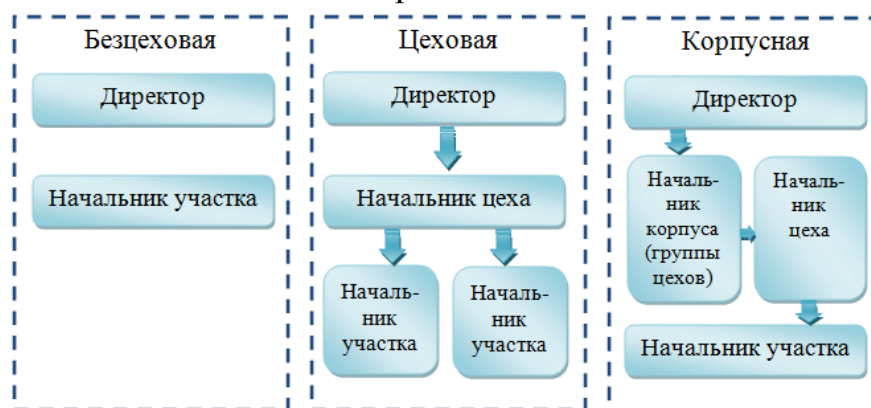 Безцеховая
Директор
Начальник участка
Цеховая
Директор
Начальник цеха
Началь-
ник
участка
Началь-
ник
участка
Корпусная
Директор
Началь-
ник
корпуса
(группы
цехов)
Началь-
ник
цеха
Начальник участка